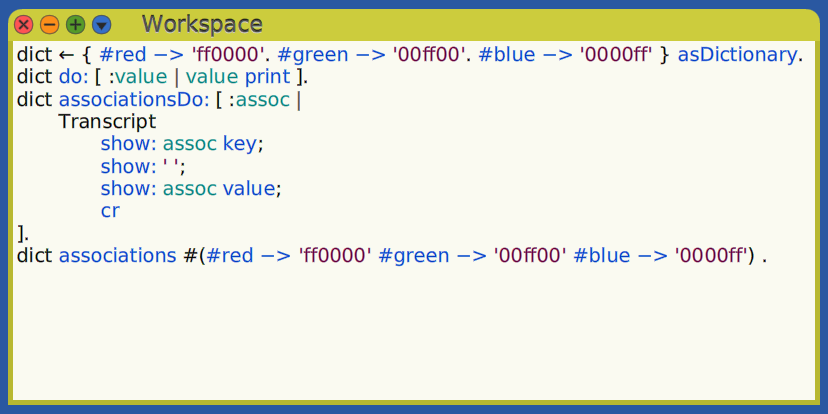 Workspace
dict ← { #red −> 'ff0000'. #green −> '00ff00'. #blue −> '0000ff' } asDictionary.
dict do: [ :value | value print ].
dict associationsDo: [ :assoc |
Transcript
show: assoc key;
show: ' ';
show: assoc value;
cr
].
dict associations #(#red −> 'ff0000' #green −> '00ff00' #blue −> '0000ff') .